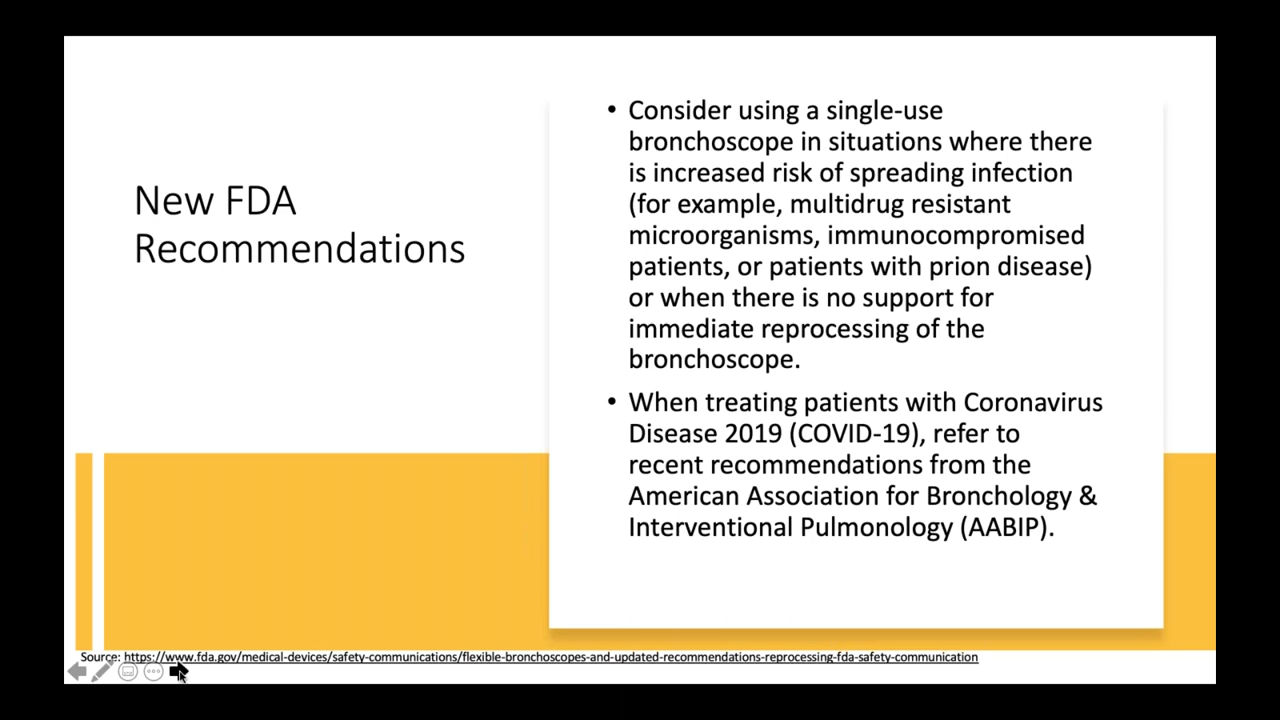 New FDA
Recommendations
• Consider using a single-use
bronchoscope in situations where there
is increased risk of spreading infection
(for example, multidrug resistant
microorganisms, immunocompromised
patients, or patients with prion disease)
or when there is no support for
immediate reprocessing of the
bronchoscope.
• When treating patients with Coronavirus
Disease 2019 (COVID-19), refer to
recent recommendations from the
American Association for Bronchology &
Interventional Pulmonology (AABIP).
Source: https://www.fda.gov/medical-devices/safety-communications/flexible-bronchoscopes-and-updated-recommendations-reprocessing-fda-safety-communication